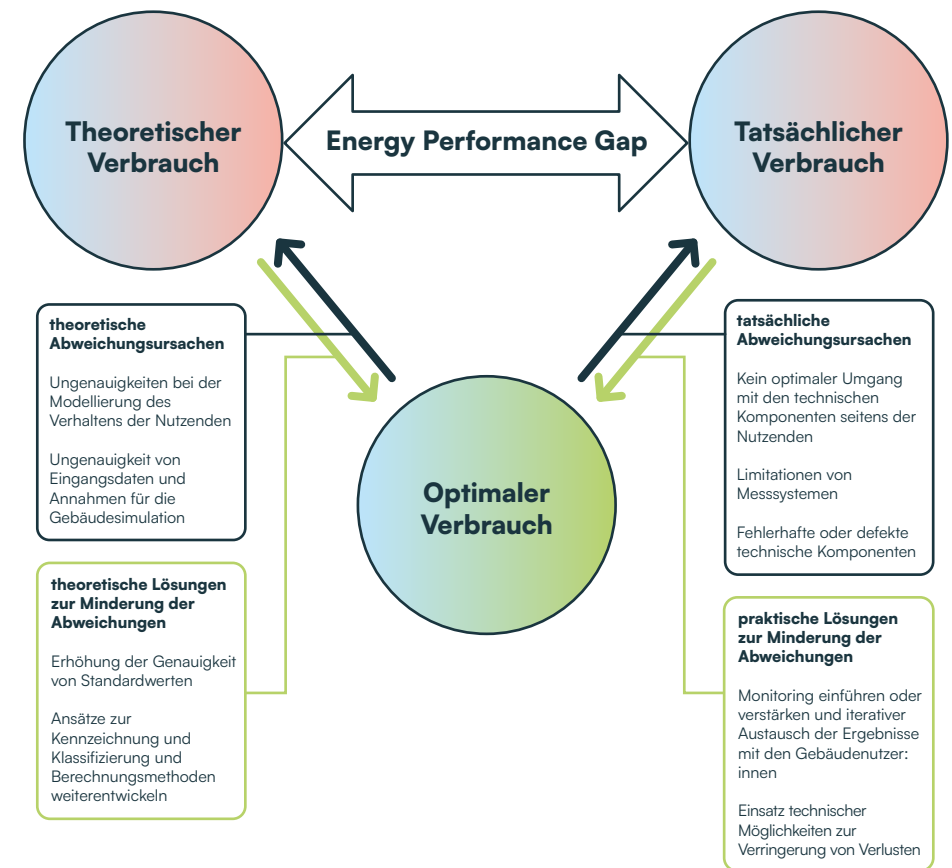 Theoretischer
Verbrauch
Energy Performance Gap
Tatsächlicher
Verbrauch
theoretische
Abweichungsursachen
Ungenauigkeiten bei der
Modellierung des
Verhaltens der Nutzenden
Ungenauigkeit von
Eingangsdaten und
Annahmen für die
Gebäudesimulation
tatsächliche
Abweichungsursachen
Kein optimaler Umgang
mit den technischen
Komponenten seitens der
Nutzenden
Limitationen von
Messsystemen
Fehlerhafte oder defekte
technische Komponenten
Optimaler
Verbrauch
theoretische Lösungen
zur Minderung der
Abweichungen
Erhöhung der Genauigkeit
von Standardwerten
Ansätze zur
Kennzeichnung und
Klassifizierung und
Berechnungsmethoden
weiterentwickeln
praktische Lösungen
zur Minderung der
Abweichungen
Monitoring einführen oder
verstärken und iterativer
Austausch der Ergebnisse
mit den Gebäudenutzer:
innen
Einsatz technischer
Möglichkeiten zur
Verringerung von Verlusten